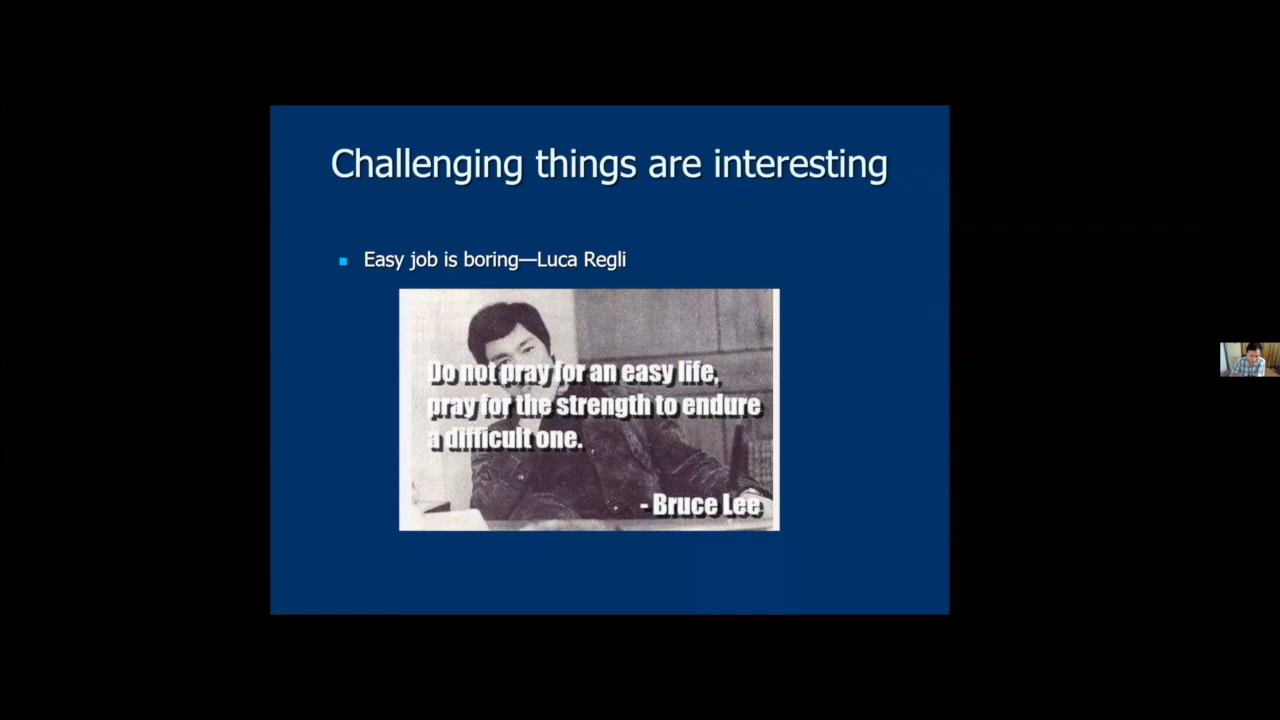 Challenging things are interesting
Easy job is boring—Luca Regli
Do not pray for an easy life,
pray for the strength to endure
a difficult one.
- Bruce Lee